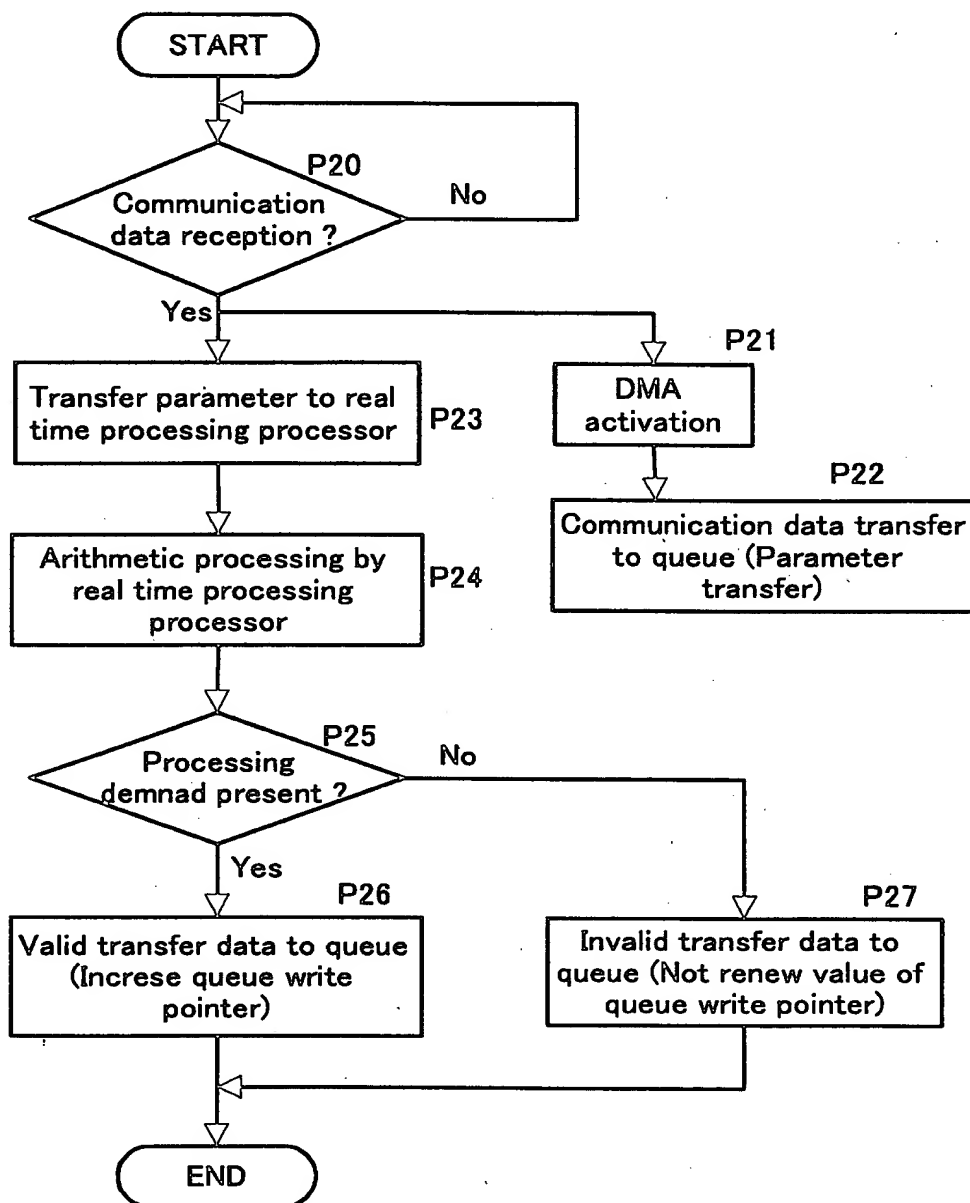 START
P20
Communication
data reception ?
No
Yes
P21
DMA
activation
Transfer parameter to real
time processing processor
P23
P22
Communication data transfer
to queue (Parameter
transfer)
Arithmetic processing by
real time processing
processor
P24
P25
Processing
demnad present ?
No
Yes
P26
Valid transfer data to queue
(Increse queue write
pointer)
P27
Invalid transfer data to
queue (Not renew value of
queue write pointer)
END